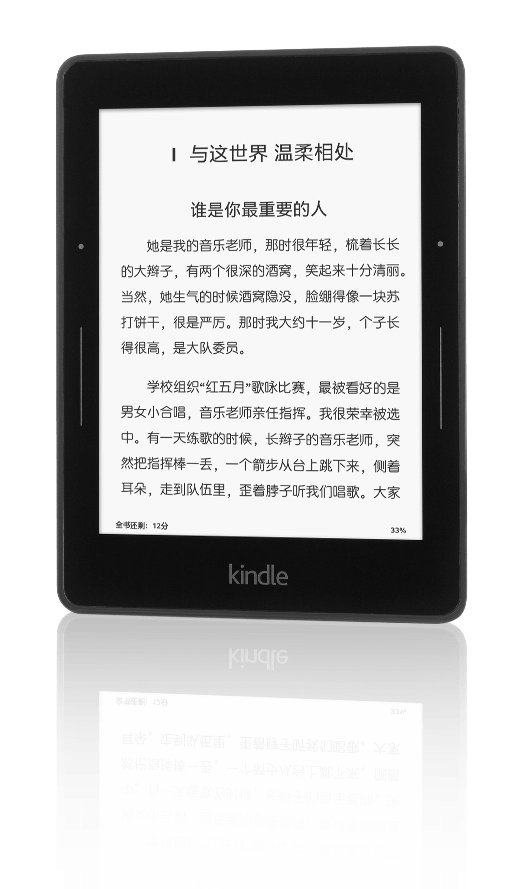 I 与这世界 温柔相处
谁是你最重要的人
她是我的音乐老师，那时很年轻，梳着长长
的大辫子，有两个很深的酒窝，笑起来十分清丽。
当然，她生气的时候酒窝隐没，脸绷得像一块苏
打饼干，很是严厉。那时我大约十一岁，个子长
得很高，是大队委员。
学校组织“红五月”歌咏比赛，最被看好的是
男女小合唱，音乐老师亲任指挥。我很荣幸被选
中。有一天练歌的时候，长辫子的音乐老师，突
然把指挥棒一丢，一个箭步从台上跳下来，侧着
耳朵，走到队伍里，歪着脖子听我们唱歌。大家
全书还剩：12分 33%
kindle